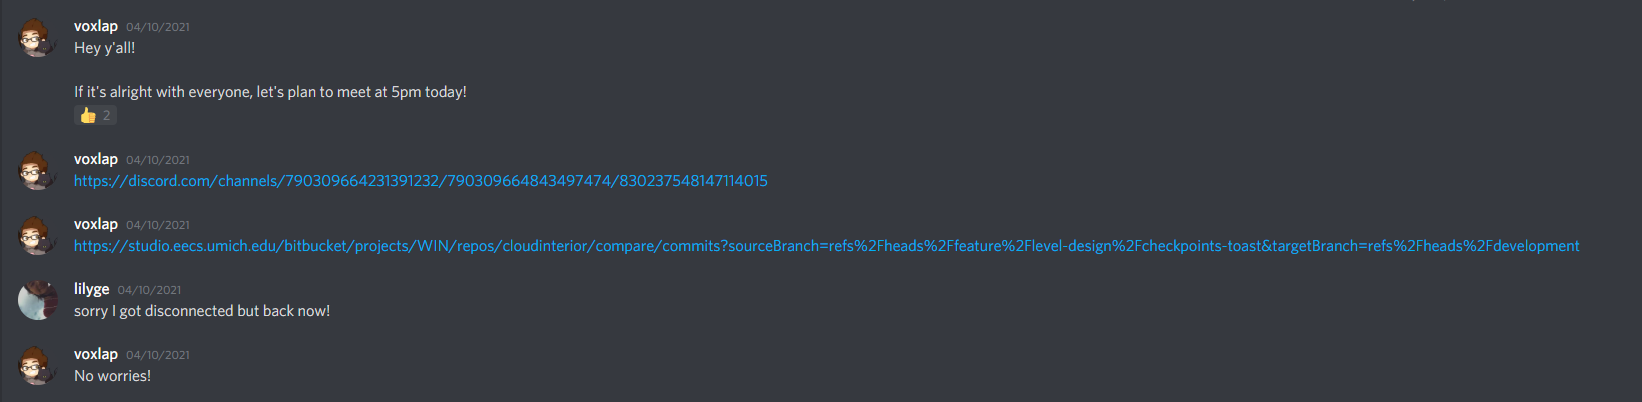 voxlap 04/10/2021
Hey y'all!
If it's alright with everyone, let's plan to meet at 5pm today!
👍 2
voxlap 04/10/2021
https://discord.com/channels/790309664231391232/790309664843497474/830237548147114015
voxlap 04/10/2021
https://studio.eecs.umich.edu/bitbucket/projects/WIN/repos/cloudinterior/compare/commits?sourceBranch=refs%2Fheads%2Ffeature%2Flevel-design%2Fcheckpoints-toast&targetBranch=refs%2Fheads%2Fdevelopment
lilyge 04/10/2021
sorry I got disconnected but back now!
voxlap 04/10/2021
No worries!